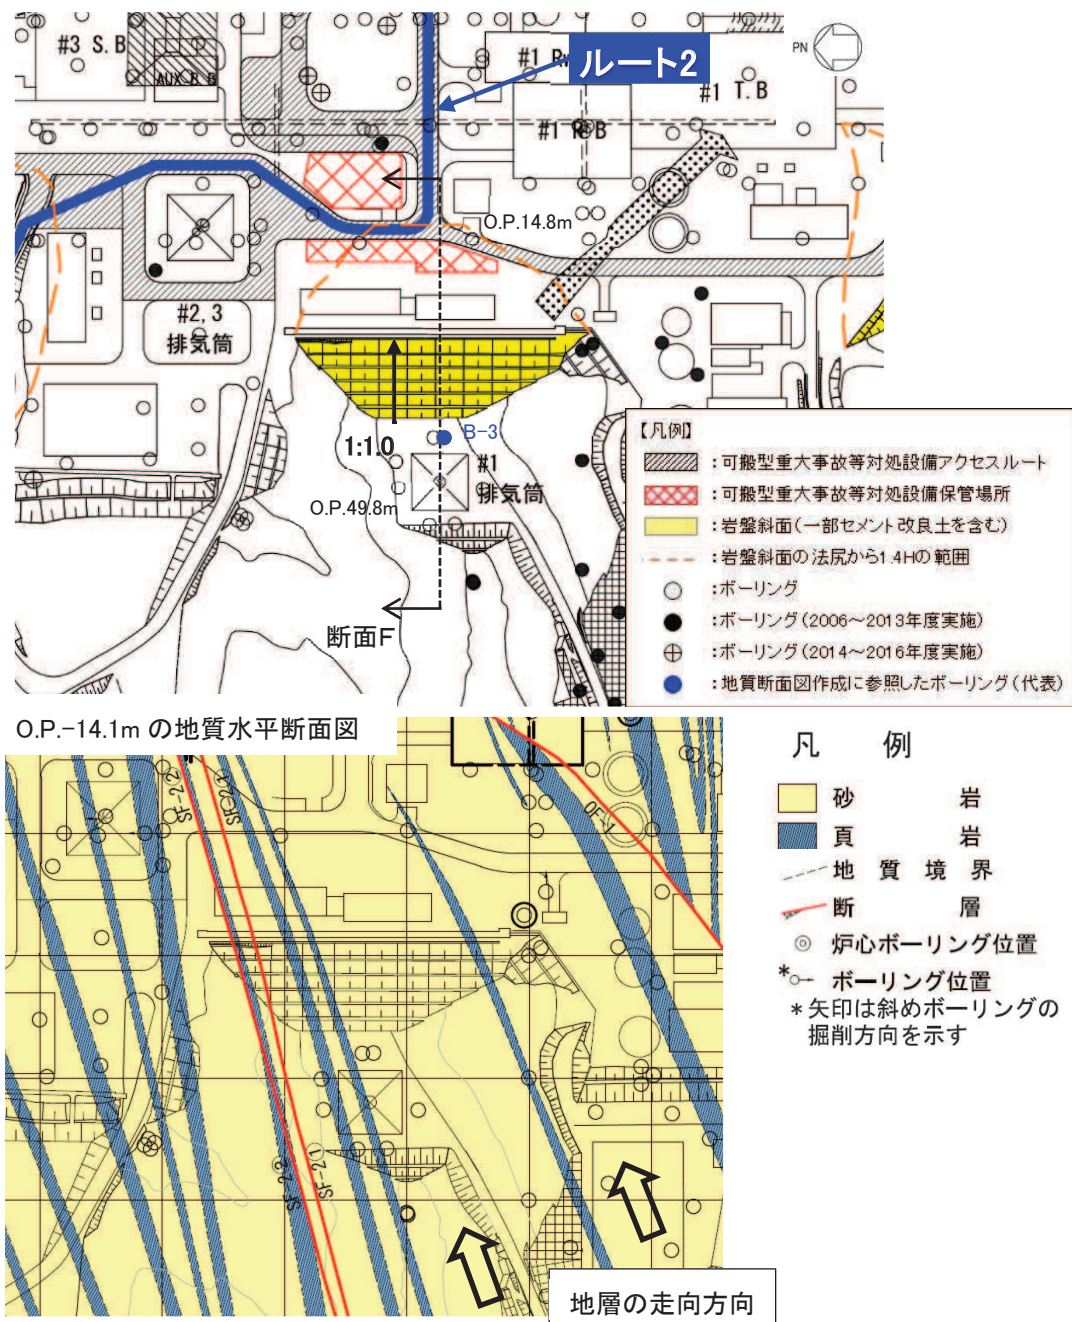 #3 S.B
AUX.B.B
#1 Rw
ルート2
#1 T.B
PN
#1 R.B
O.P.14.8m
#2,3
排気筒
1:1.0
B-3
#1
排気筒
O.P.49.8m
断面F
【凡例】
：可搬型重大事故等対処設備アクセスルート
：可搬型重大事故等対処設備保管場所
：岩盤斜面(一部セメント改良土を含む)
：岩盤斜面の法尻から1.4Hの範囲
：ボーリング
：ボーリング(2006～2013年度実施)
：ボーリング(2014～2016年度実施)
：地質断面図作成に参照したボーリング(代表)
O.P.-14.1m の地質水平断面図
SF-2-2
SF-2-1
OF-1
SF-2-2
SF-2-1
地層の走向方向
凡 例
砂 岩
頁 岩
地 質 境 界
断 層
炉心ボーリング位置
* ボーリング位置
* 矢印は斜めボーリングの
掘削方向を示す